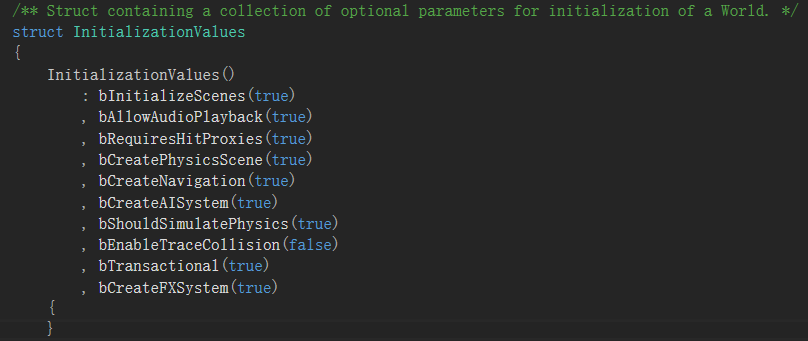 /** Struct containing a collection of optional parameters for initialization of a World. */
struct InitializationValues
{
    InitializationValues()
        : bInitializeScenes(true)
        , bAllowAudioPlayback(true)
        , bRequiresHitProxies(true)
        , bCreatePhysicsScene(true)
        , bCreateNavigation(true)
        , bCreateAISystem(true)
        , bShouldSimulatePhysics(true)
        , bEnableTraceCollision(false)
        , bTransactional(true)
        , bCreateFXSystem(true)
    {
    }